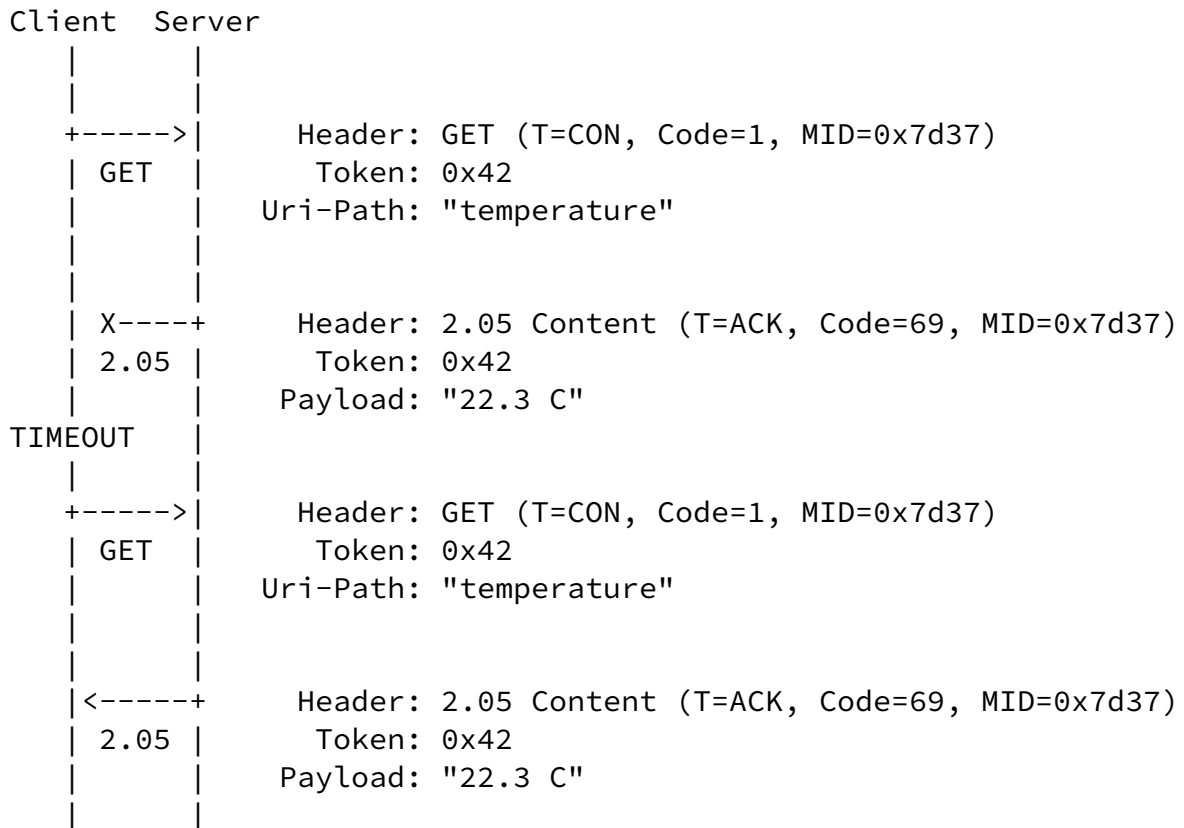 Client Server
+----->| Header: GET (T=CON, Code=1, MID=0x7d37)
| GET | Token: 0x42
| | Uri-Path: "temperature"
| X----+ Header: 2.05 Content (T=ACK, Code=69, MID=0x7d37)
| 2.05 | Token: 0x42
| | Payload: "22.3 C"
TIMEOUT |
+----->| Header: GET (T=CON, Code=1, MID=0x7d37)
| GET | Token: 0x42
| | Uri-Path: "temperature"
|<-----+ Header: 2.05 Content (T=ACK, Code=69, MID=0x7d37)
| 2.05 | Token: 0x42
| | Payload: "22.3 C"